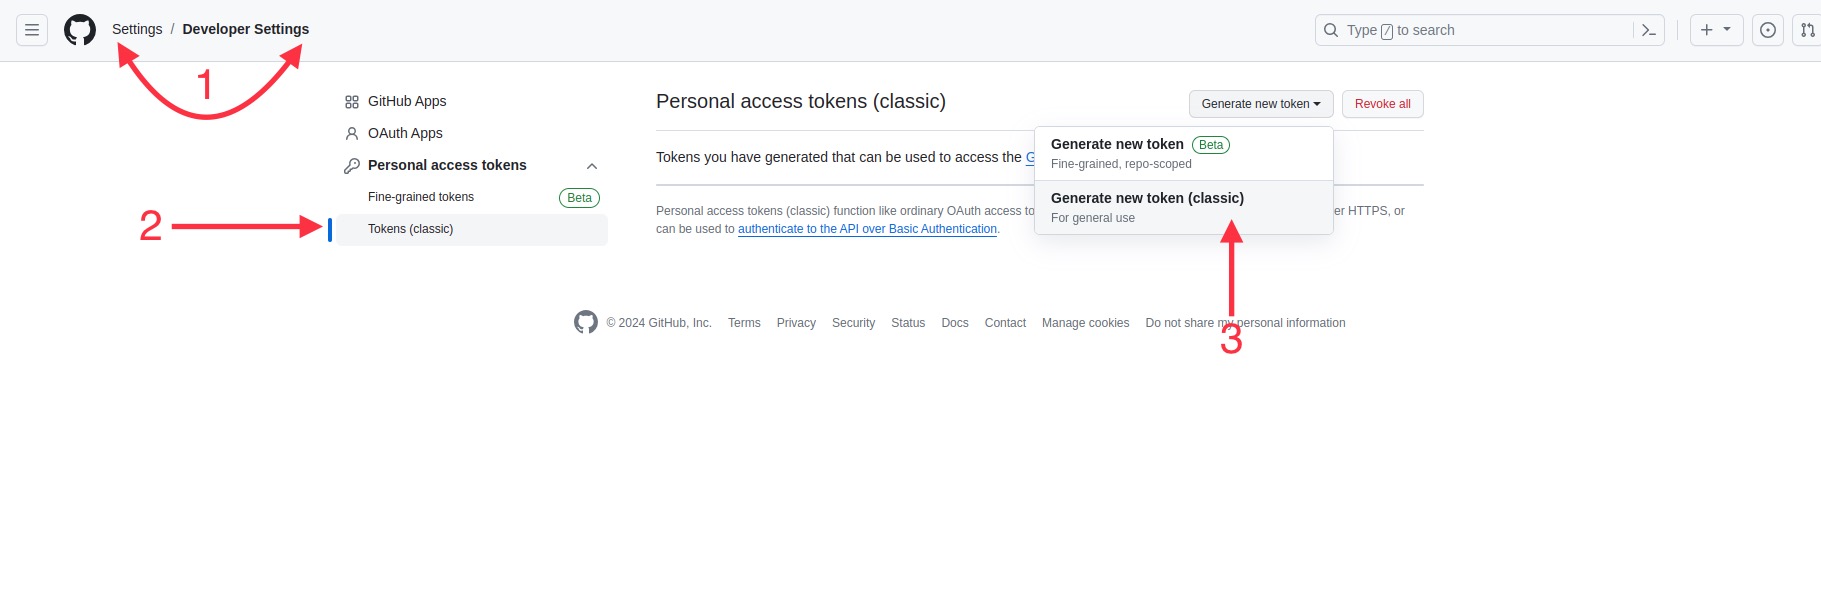 Settings / Developer Settings
Type / to search
1
GitHub Apps
OAuth Apps
Personal access tokens
Fine-grained tokens Beta
2
Tokens (classic)
Personal access tokens (classic)
Generate new token
Revoke all
Generate new token Beta
Fine-grained, repo-scoped
Generate new token (classic)
For general use
Tokens you have generated that can be used to access the G
Personal access tokens (classic) function like ordinary OAuth access to er HTTPS, or
can be used to authenticate to the API over Basic Authentication.
3
© 2024 GitHub, Inc. Terms Privacy Security Status Docs Contact Manage cookies Do not share my personal information